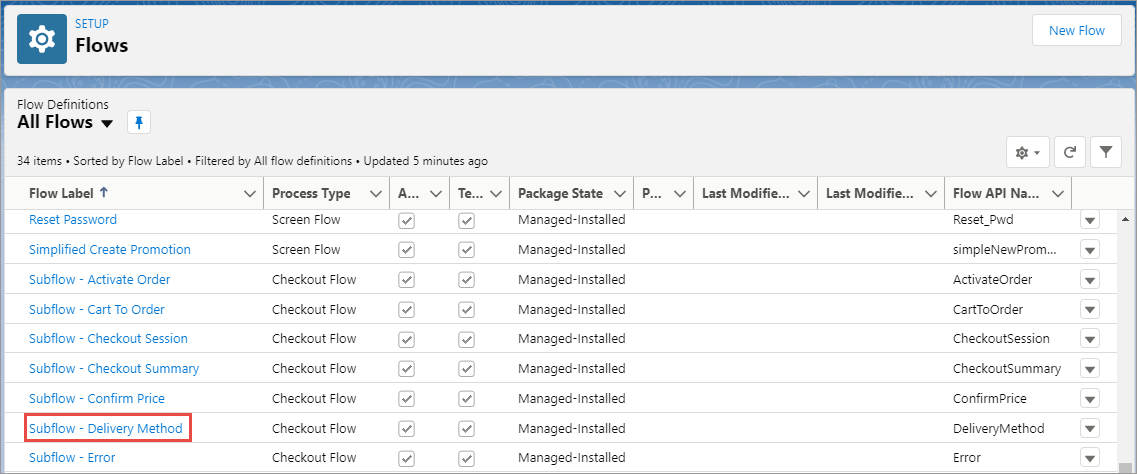 SETUP
Flows
New Flow
Flow Definitions
All Flows
34 items • Sorted by Flow Label • Filtered by All flow definitions • Updated 5 minutes ago
Flow Label Process Type A... Te... Package State P... Last Modifie... Last Modifie... Flow API Na...
Reset Password Screen Flow Managed-Installed Reset_Pwd
Simplified Create Promotion Screen Flow Managed-Installed simpleNewProm...
Subflow - Activate Order Checkout Flow Managed-Installed ActivateOrder
Subflow - Cart To Order Checkout Flow Managed-Installed CartToOrder
Subflow - Checkout Session Checkout Flow Managed-Installed CheckoutSession
Subflow - Checkout Summary Checkout Flow Managed-Installed CheckoutSummary
Subflow - Confirm Price Checkout Flow Managed-Installed ConfirmPrice
Subflow - Delivery Method Checkout Flow Managed-Installed DeliveryMethod
Subflow - Error Checkout Flow Managed-Installed Error